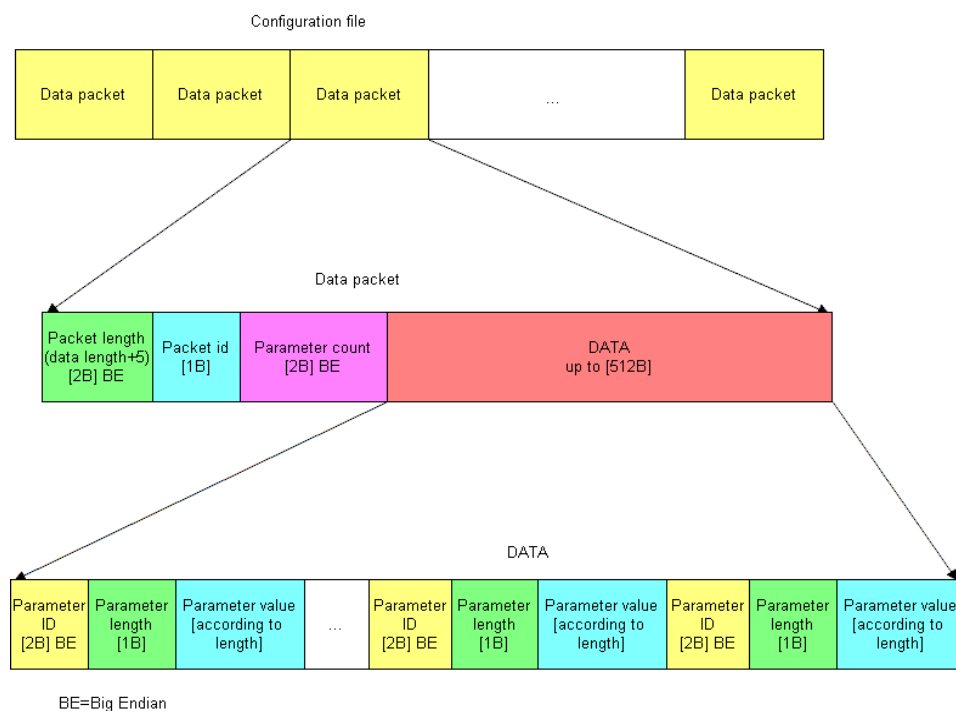 Configuration file
Data packet
Data packet
Data packet
...
Data packet
Data packet
Packet length
(data length+5)
[2B] BE
Packet id
[1B]
Parameter count
[2B] BE
DATA
up to [512B]
DATA
Parameter
ID
[2B] BE
Parameter
length
[1B]
Parameter value
[according to
length]
...
Parameter
ID
[2B] BE
Parameter
length
[1B]
Parameter value
[according to
length]
Parameter
ID
[2B] BE
Parameter
length
[1B]
Parameter value
[according to
length]
BE=Big Endian